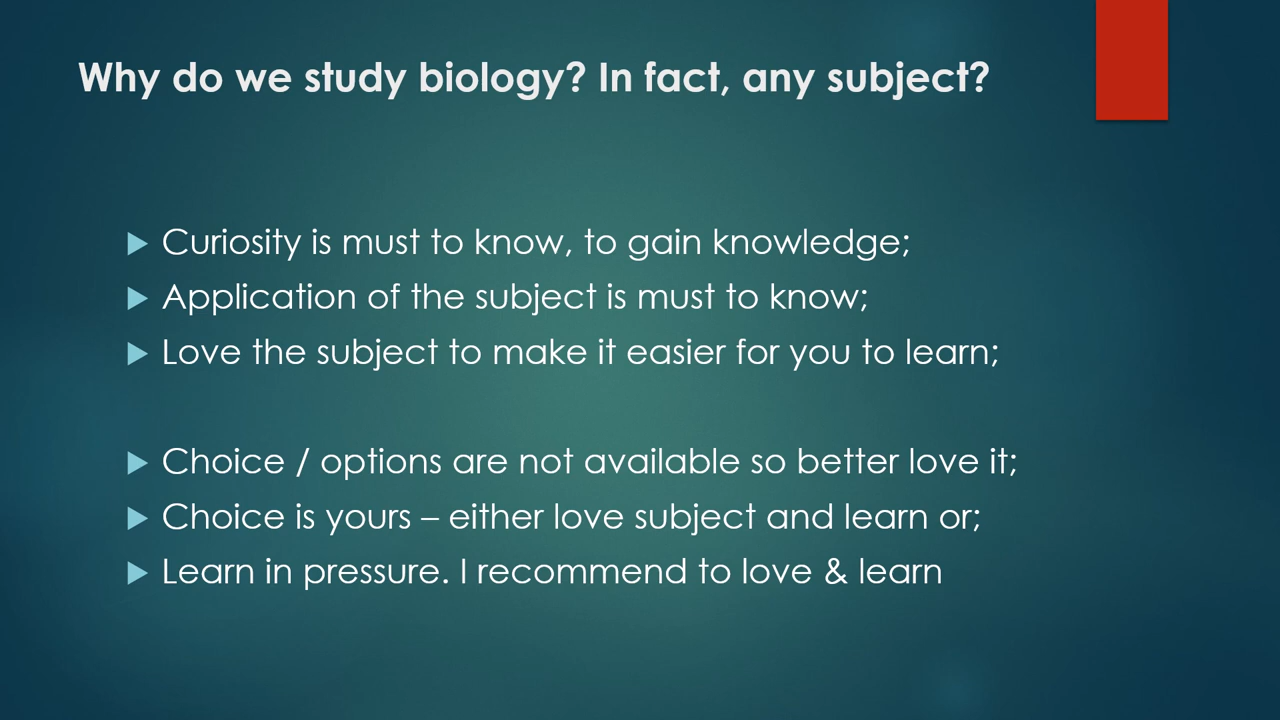 Why do we study biology? In fact, any subject?
Curiosity is must to know, to gain knowledge;
Application of the subject is must to know;
Love the subject to make it easier for you to learn;
Choice / options are not available so better love it;
Choice is yours – either love subject and learn or;
Learn in pressure. I recommend to love & learn